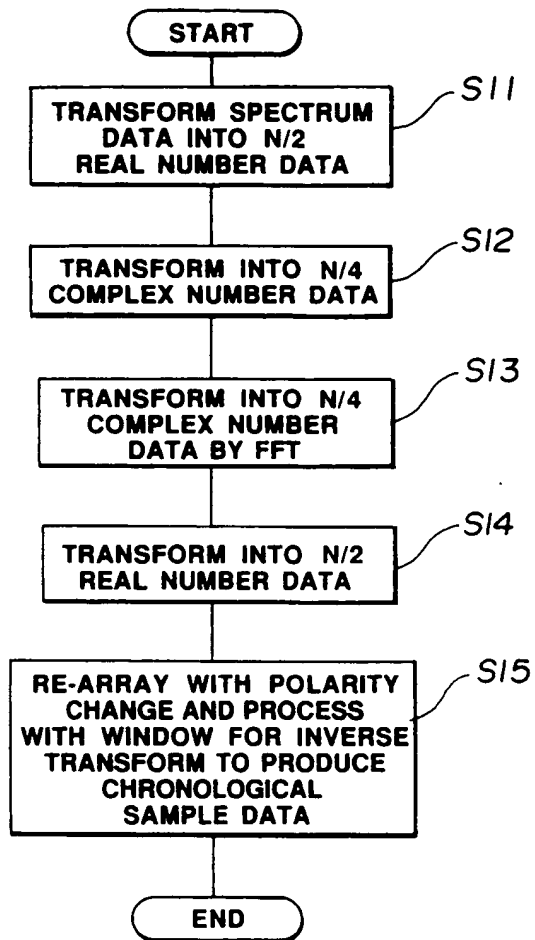 START
S11
TRANSFORM SPECTRUM
DATA INTO N/2
REAL NUMBER DATA
S12
TRANSFORM INTO N/4
COMPLEX NUMBER DATA
S13
TRANSFORM INTO N/4
COMPLEX NUMBER
DATA BY FFT
S14
TRANSFORM INTO N/2
REAL NUMBER DATA
S15
RE-ARRAY WITH POLARITY
CHANGE AND PROCESS
WITH WINDOW FOR INVERSE
TRANSFORM TO PRODUCE
CHRONOLOGICAL
SAMPLE DATA
END